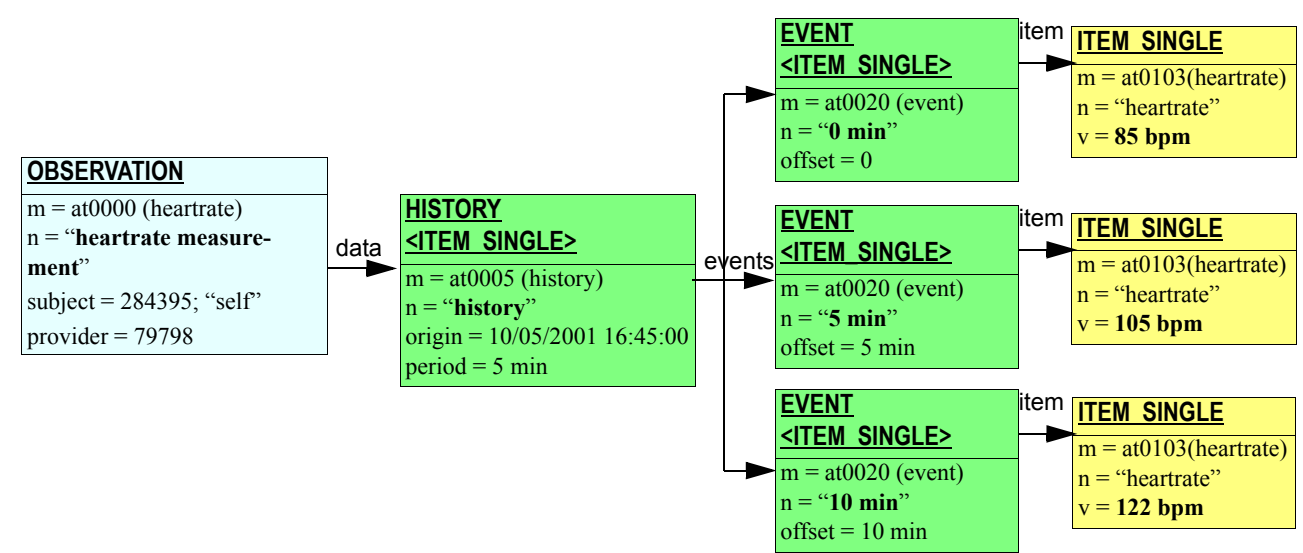 OBSERVATION
m = at0000 (heartrate)
n = “heartrate measure-
ment”
subject = 284395; “self”
provider = 79798
data
HISTORY
<ITEM_SINGLE>
m = at0005 (history)
n = “history”
origin = 10/05/2001 16:45:00
period = 5 min
events
EVENT
<ITEM_SINGLE>
m = at0020 (event)
n = “0 min”
offset = 0
item
ITEM_SINGLE
m = at0103(heartrate)
n = “heartrate”
v = 85 bpm
EVENT
<ITEM_SINGLE>
m = at0020 (event)
n = “5 min”
offset = 5 min
item
ITEM_SINGLE
m = at0103(heartrate)
n = “heartrate”
v = 105 bpm
EVENT
<ITEM_SINGLE>
m = at0020 (event)
n = “10 min”
offset = 10 min
item
ITEM_SINGLE
m = at0103(heartrate)
n = “heartrate”
v = 122 bpm